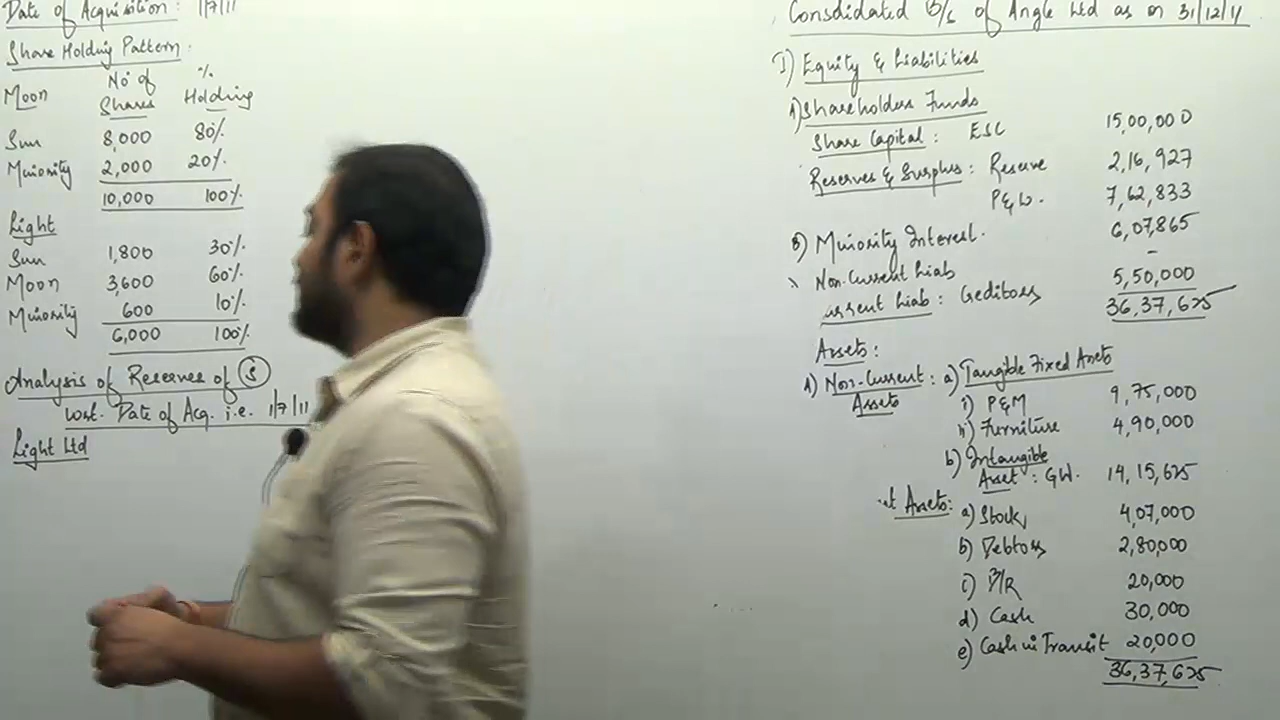 Date of Acquisition: 1/7/11
Share Holding Pattern:
Moon No of Shares % Holding
Sun 8,000 80%
Minority 2,000 20%
10,000 100%
Light
Sun 1,800 30%
Moon 3,600 60%
Minority 600 10%
6,000 100%
Analysis of Reserves of S
w.r.t. Date of Acq. i.e. 1/7/11
Light Ltd
Consolidated B/S of Angle Ltd as on 31/12/11
I) Equity & Liabilities
1) Shareholders Funds
Share Capital: ESC 15,00,000
Reserves & Surplus: Reserve 2,16,927
P&L. 7,62,833
B) Minority Interest. 6,07,865
Non-Current Liab -
urrent Liab: Creditors 5,50,000
36,37,625
Assets:
1) Non-Current Assets: a) Tangible Fixed Assets
i) P&M 9,75,000
ii) Furniture 4,90,000
b) Intangible
Asset: GW. 14,15,625
t Assets: a) Stock 4,07,000
b) Debtors 2,80,000
c) B/R 20,000
d) Cash 30,000
e) Cash in Transit 20,000
36,37,625